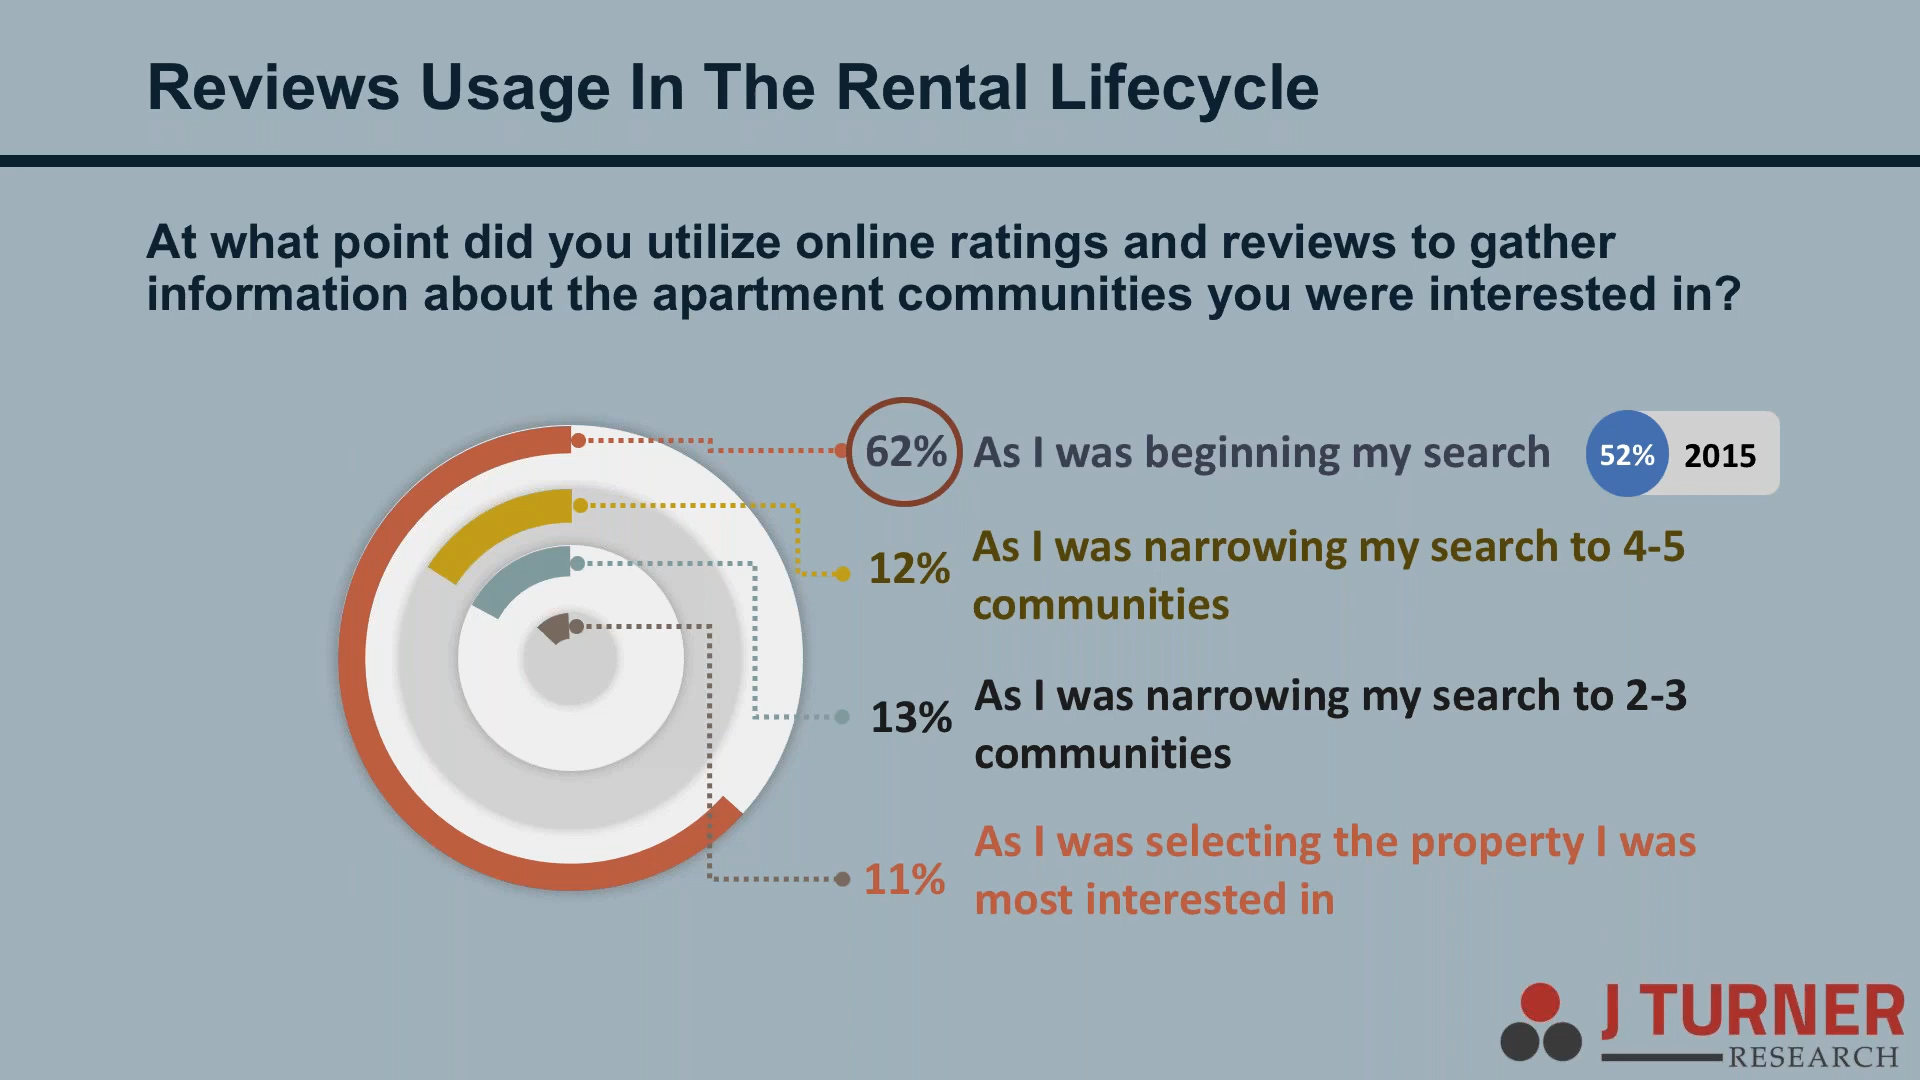 Reviews Usage In The Rental Lifecycle
At what point did you utilize online ratings and reviews to gather
information about the apartment communities you were interested in?
62% As I was beginning my search 52% 2015
12% As I was narrowing my search to 4-5
communities
13% As I was narrowing my search to 2-3
communities
11% As I was selecting the property I was
most interested in
J TURNER
RESEARCH